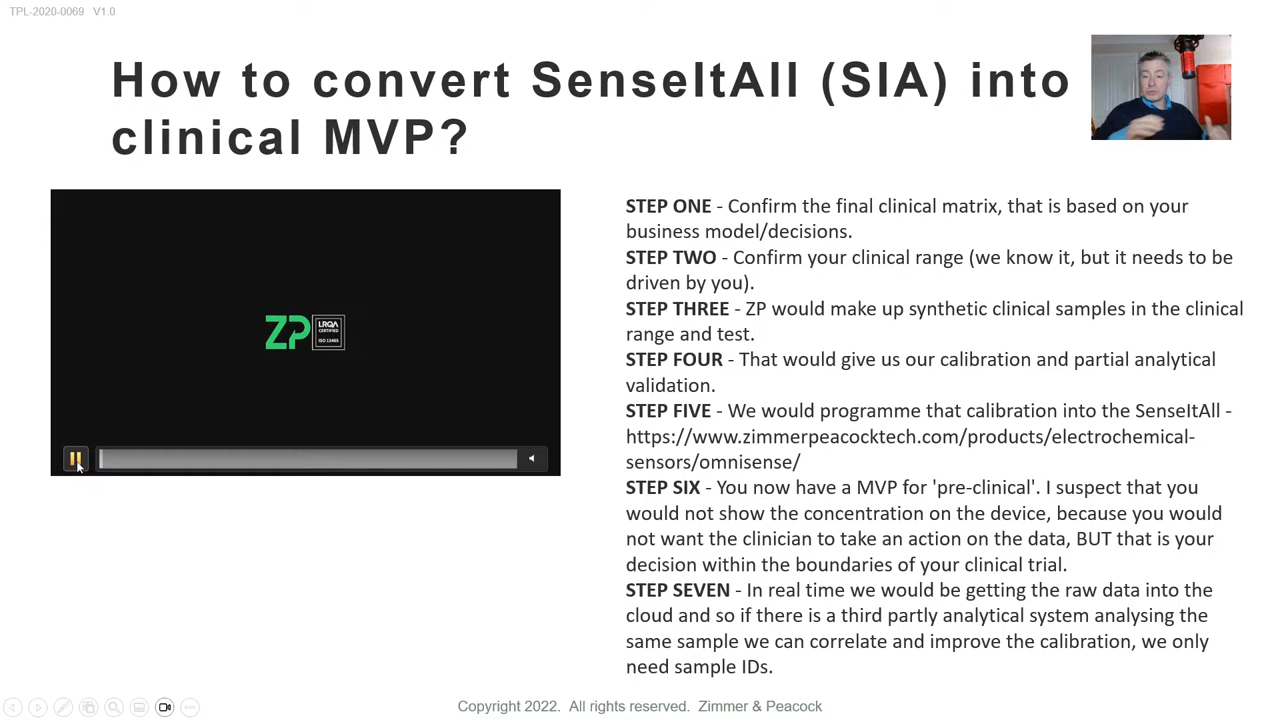 TPL-2020-0069 V1.0
How to convert SenseItAll (SIA) into
clinical MVP?
ZP
LRQA
CERTIFIED
ISO 13485
STEP ONE - Confirm the final clinical matrix, that is based on your
business model/decisions.
STEP TWO - Confirm your clinical range (we know it, but it needs to be
driven by you).
STEP THREE - ZP would make up synthetic clinical samples in the clinical
range and test.
STEP FOUR - That would give us our calibration and partial analytical
validation.
STEP FIVE - We would programme that calibration into the SenseItAll -
https://www.zimmerpeacocktech.com/products/electrochemical-
sensors/omnisense/
STEP SIX - You now have a MVP for 'pre-clinical'. I suspect that you
would not show the concentration on the device, because you would
not want the clinician to take an action on the data, BUT that is your
decision within the boundaries of your clinical trial.
STEP SEVEN - In real time we would be getting the raw data into the
cloud and so if there is a third partly analytical system analysing the
same sample we can correlate and improve the calibration, we only
need sample IDs.
Copyright 2022. All rights reserved. Zimmer & Peacock